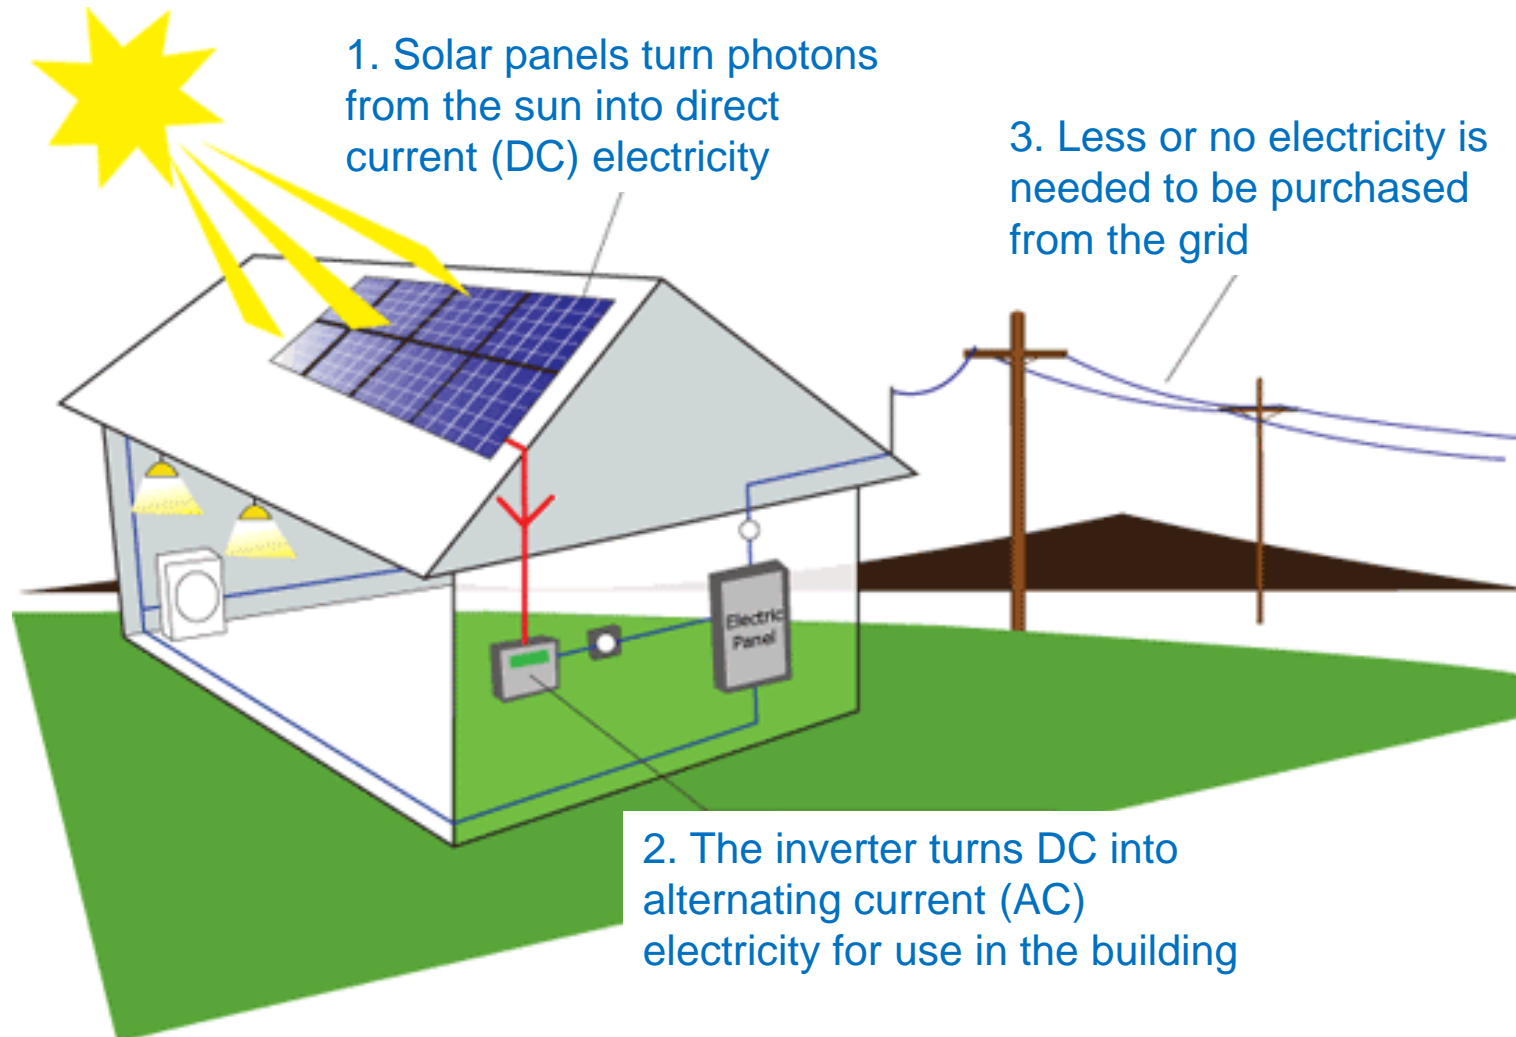 1. Solar panels turn photons
from the sun into direct
current (DC) electricity
3. Less or no electricity is
needed to be purchased
from the grid
Electric
Panel
2. The inverter turns DC into
alternating current (AC)
electricity for use in the building